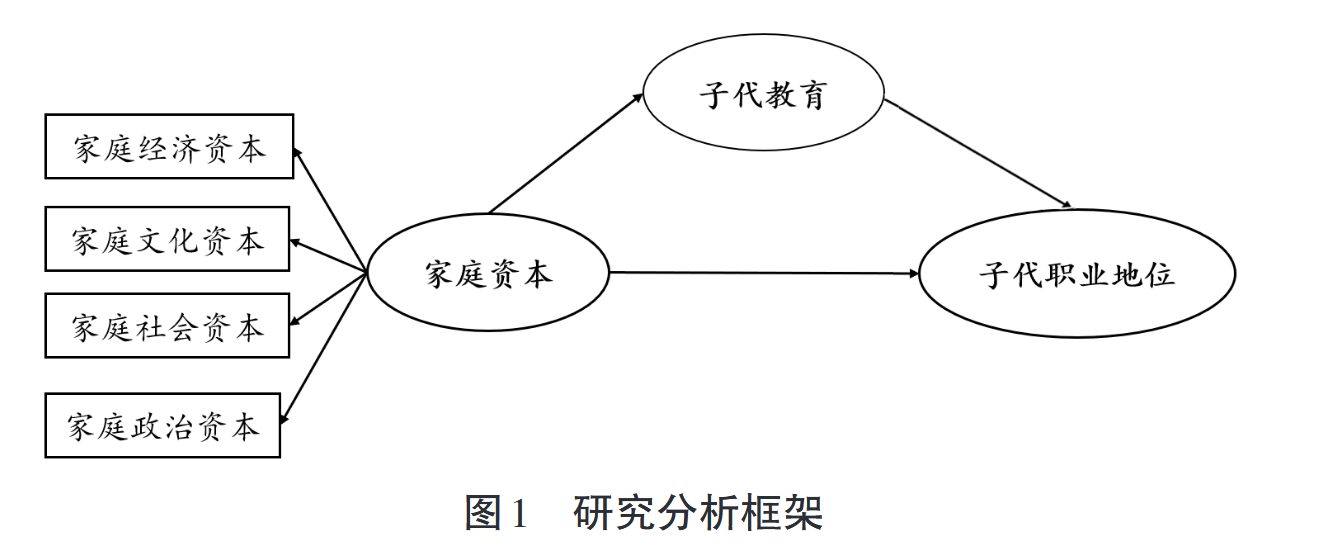 子代教育
家庭经济资本
家庭文化资本
家庭资本
子代职业地位
家庭社会资本
家庭政治资本
图1 研究分析框架